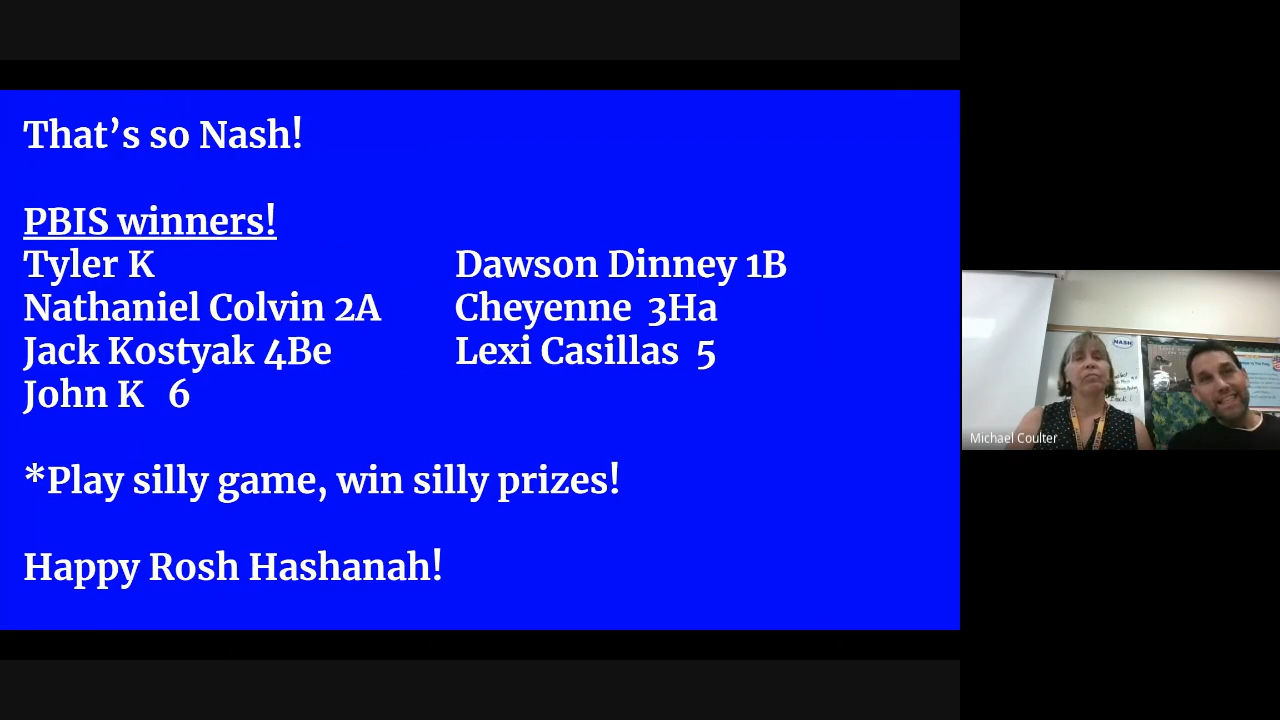 That’s so Nash!
PBIS winners!
Tyler K
Dawson Dinney 1B
Nathaniel Colvin 2A
Cheyenne 3Ha
Jack Kostyak 4Be
Lexi Casillas 5
John K 6
*Play silly game, win silly prizes!
Happy Rosh Hashanah!
NASH
Michael Coulter